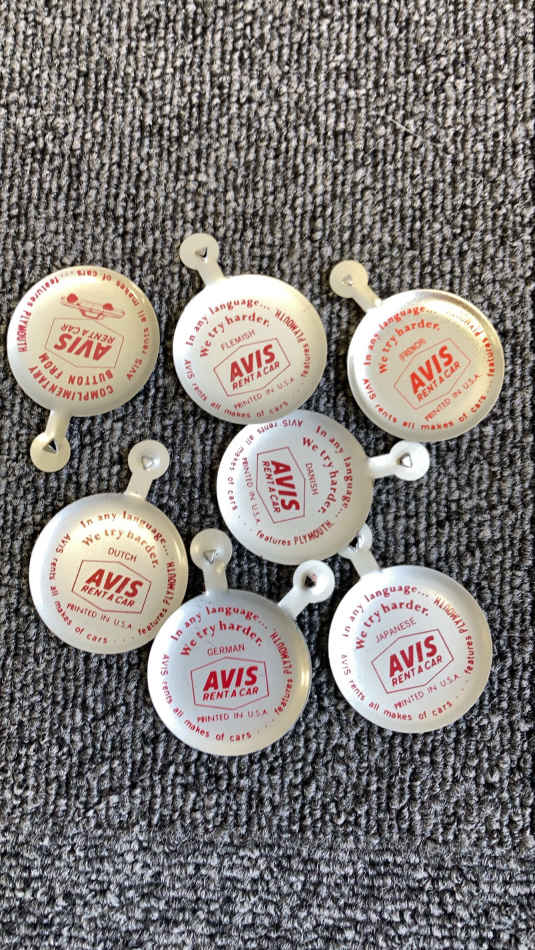 COMPLIMENTARY
BUTTON FROM
AVIS
RENT A CAR
AVIS rents all makes of cars... features PLYMOUTH
In any language...
We try harder.
FLEMISH
AVIS
RENT A CAR
PRINTED IN U.S.A.
AVIS rents all makes of cars... features PLYMOUTH
In any language...
We try harder.
FRENCH
AVIS
RENT A CAR
PRINTED IN U.S.A.
AVIS rents all makes of cars... features PLYMOUTH
In any language...
We try harder.
DANISH
AVIS
RENT A CAR
PRINTED IN U.S.A.
AVIS rents all makes of cars... features PLYMOUTH
In any language...
We try harder.
DUTCH
AVIS
RENT A CAR
PRINTED IN U.S.A.
AVIS rents all makes of cars... features PLYMOUTH
In any language...
We try harder.
GERMAN
AVIS
RENT A CAR
PRINTED IN U.S.A.
AVIS rents all makes of cars... features PLYMOUTH
In any language...
We try harder.
JAPANESE
AVIS
RENT A CAR
PRINTED IN U.S.A.
AVIS rents all makes of cars... features PLYMOUTH